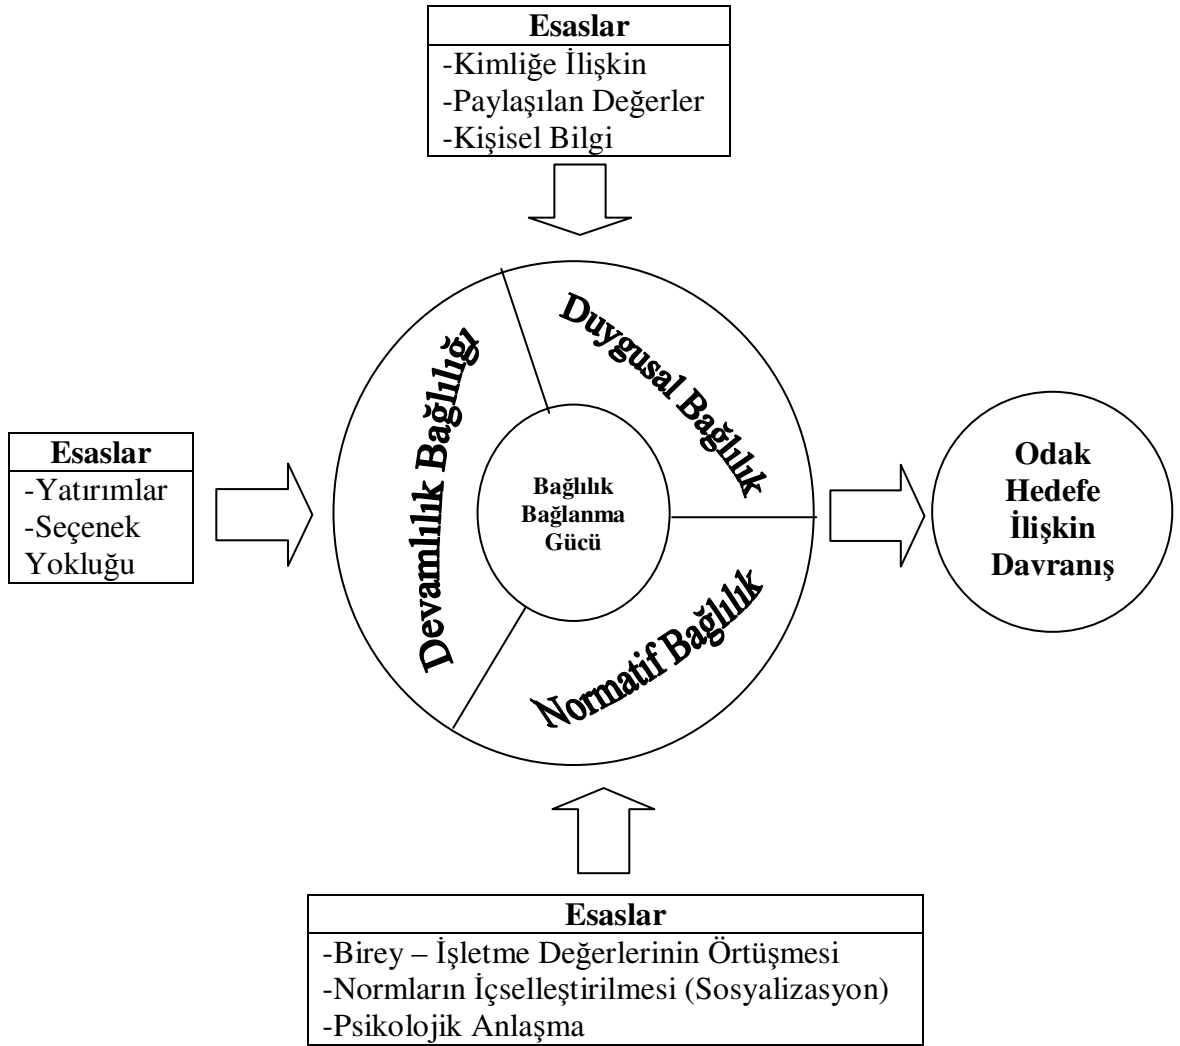 Esaslar
-Kimliğe İlişkin
-Paylaşılan Değerler
-Kişisel Bilgi
Duygusal Bağlılık
Devamlılık Bağlılığı
Esaslar
-Yatırımlar
-Seçenek
Yokluğu
Bağlılık
Bağlanma
Gücü
Odak
Hedefe
İlişkin
Davranış
Normatif Bağlılık
Esaslar
-Birey – İşletme Değerlerinin Örtüşmesi
-Normların İçselleştirilmesi (Sosyalizasyon)
-Psikolojik Anlaşma